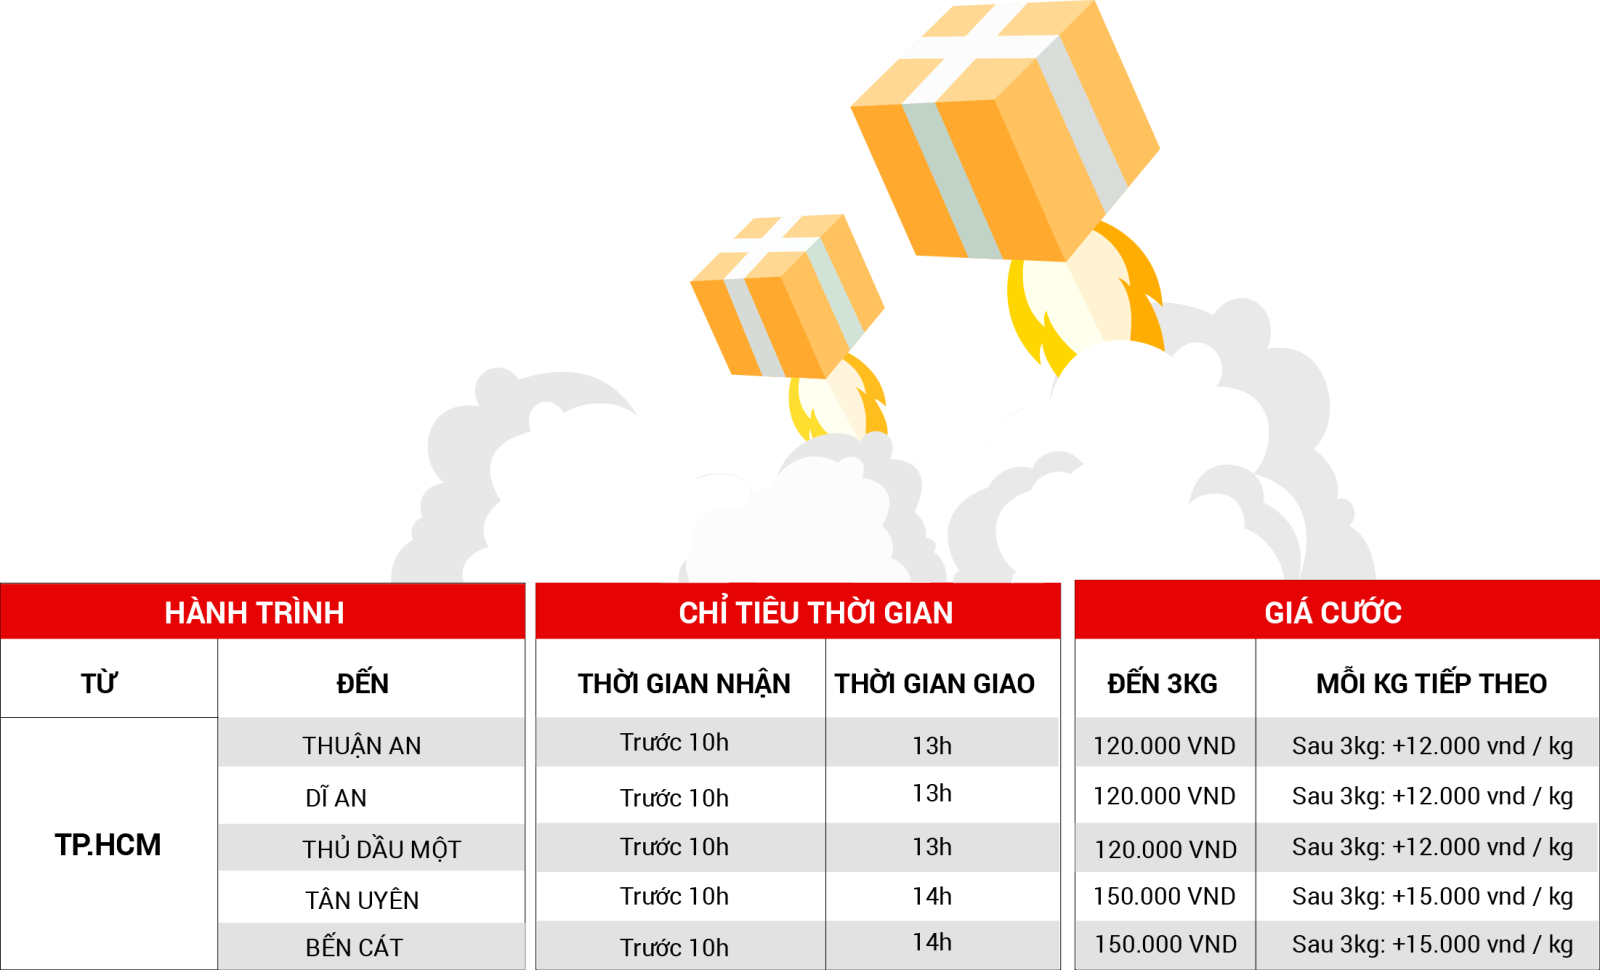 HÀNH TRÌNH CHỈ TIÊU THỜI GIAN GIÁ CƯỚC
TỪ ĐẾN THỜI GIAN NHẬN THỜI GIAN GIAO ĐẾN 3KG MỖI KG TIẾP THEO
THUẬN AN Trước 10h 13h 120.000 VND Sau 3kg: +12.000 vnd / kg
DĨ AN Trước 10h 13h 120.000 VND Sau 3kg: +12.000 vnd / kg
TP.HCM THỦ DẦU MỘT Trước 10h 13h 120.000 VND Sau 3kg: +12.000 vnd / kg
TÂN UYÊN Trước 10h 14h 150.000 VND Sau 3kg: +15.000 vnd / kg
BẾN CÁT Trước 10h 14h 150.000 VND Sau 3kg: +15.000 vnd / kg